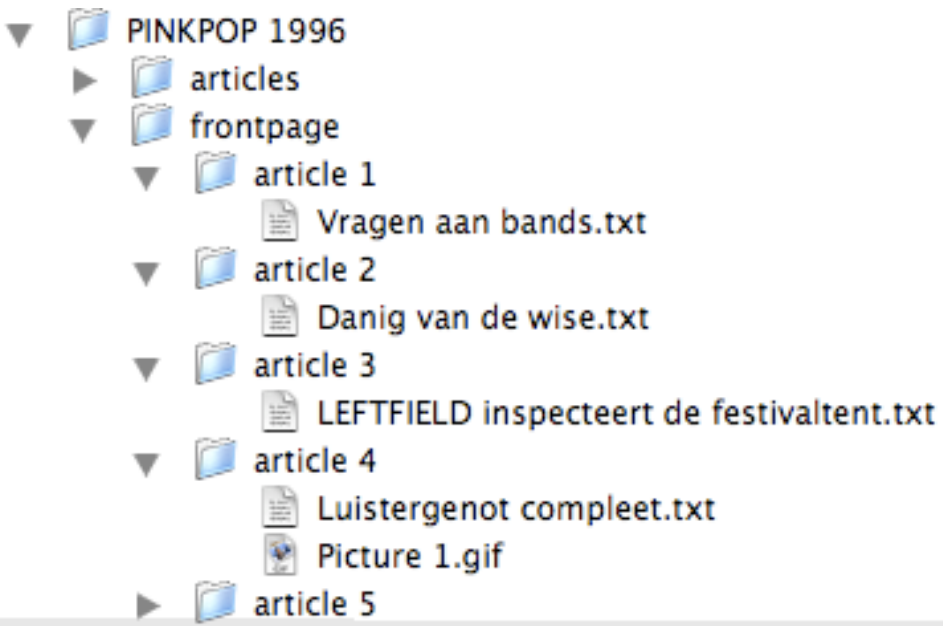 PINKPOP 1996
articles
frontpage
article 1
Vragen aan bands.txt
article 2
Danig van de wise.txt
article 3
LEFTFIELD inspecteert de festivaltent.txt
article 4
Luistergenot compleet.txt
Picture 1.gif
article 5